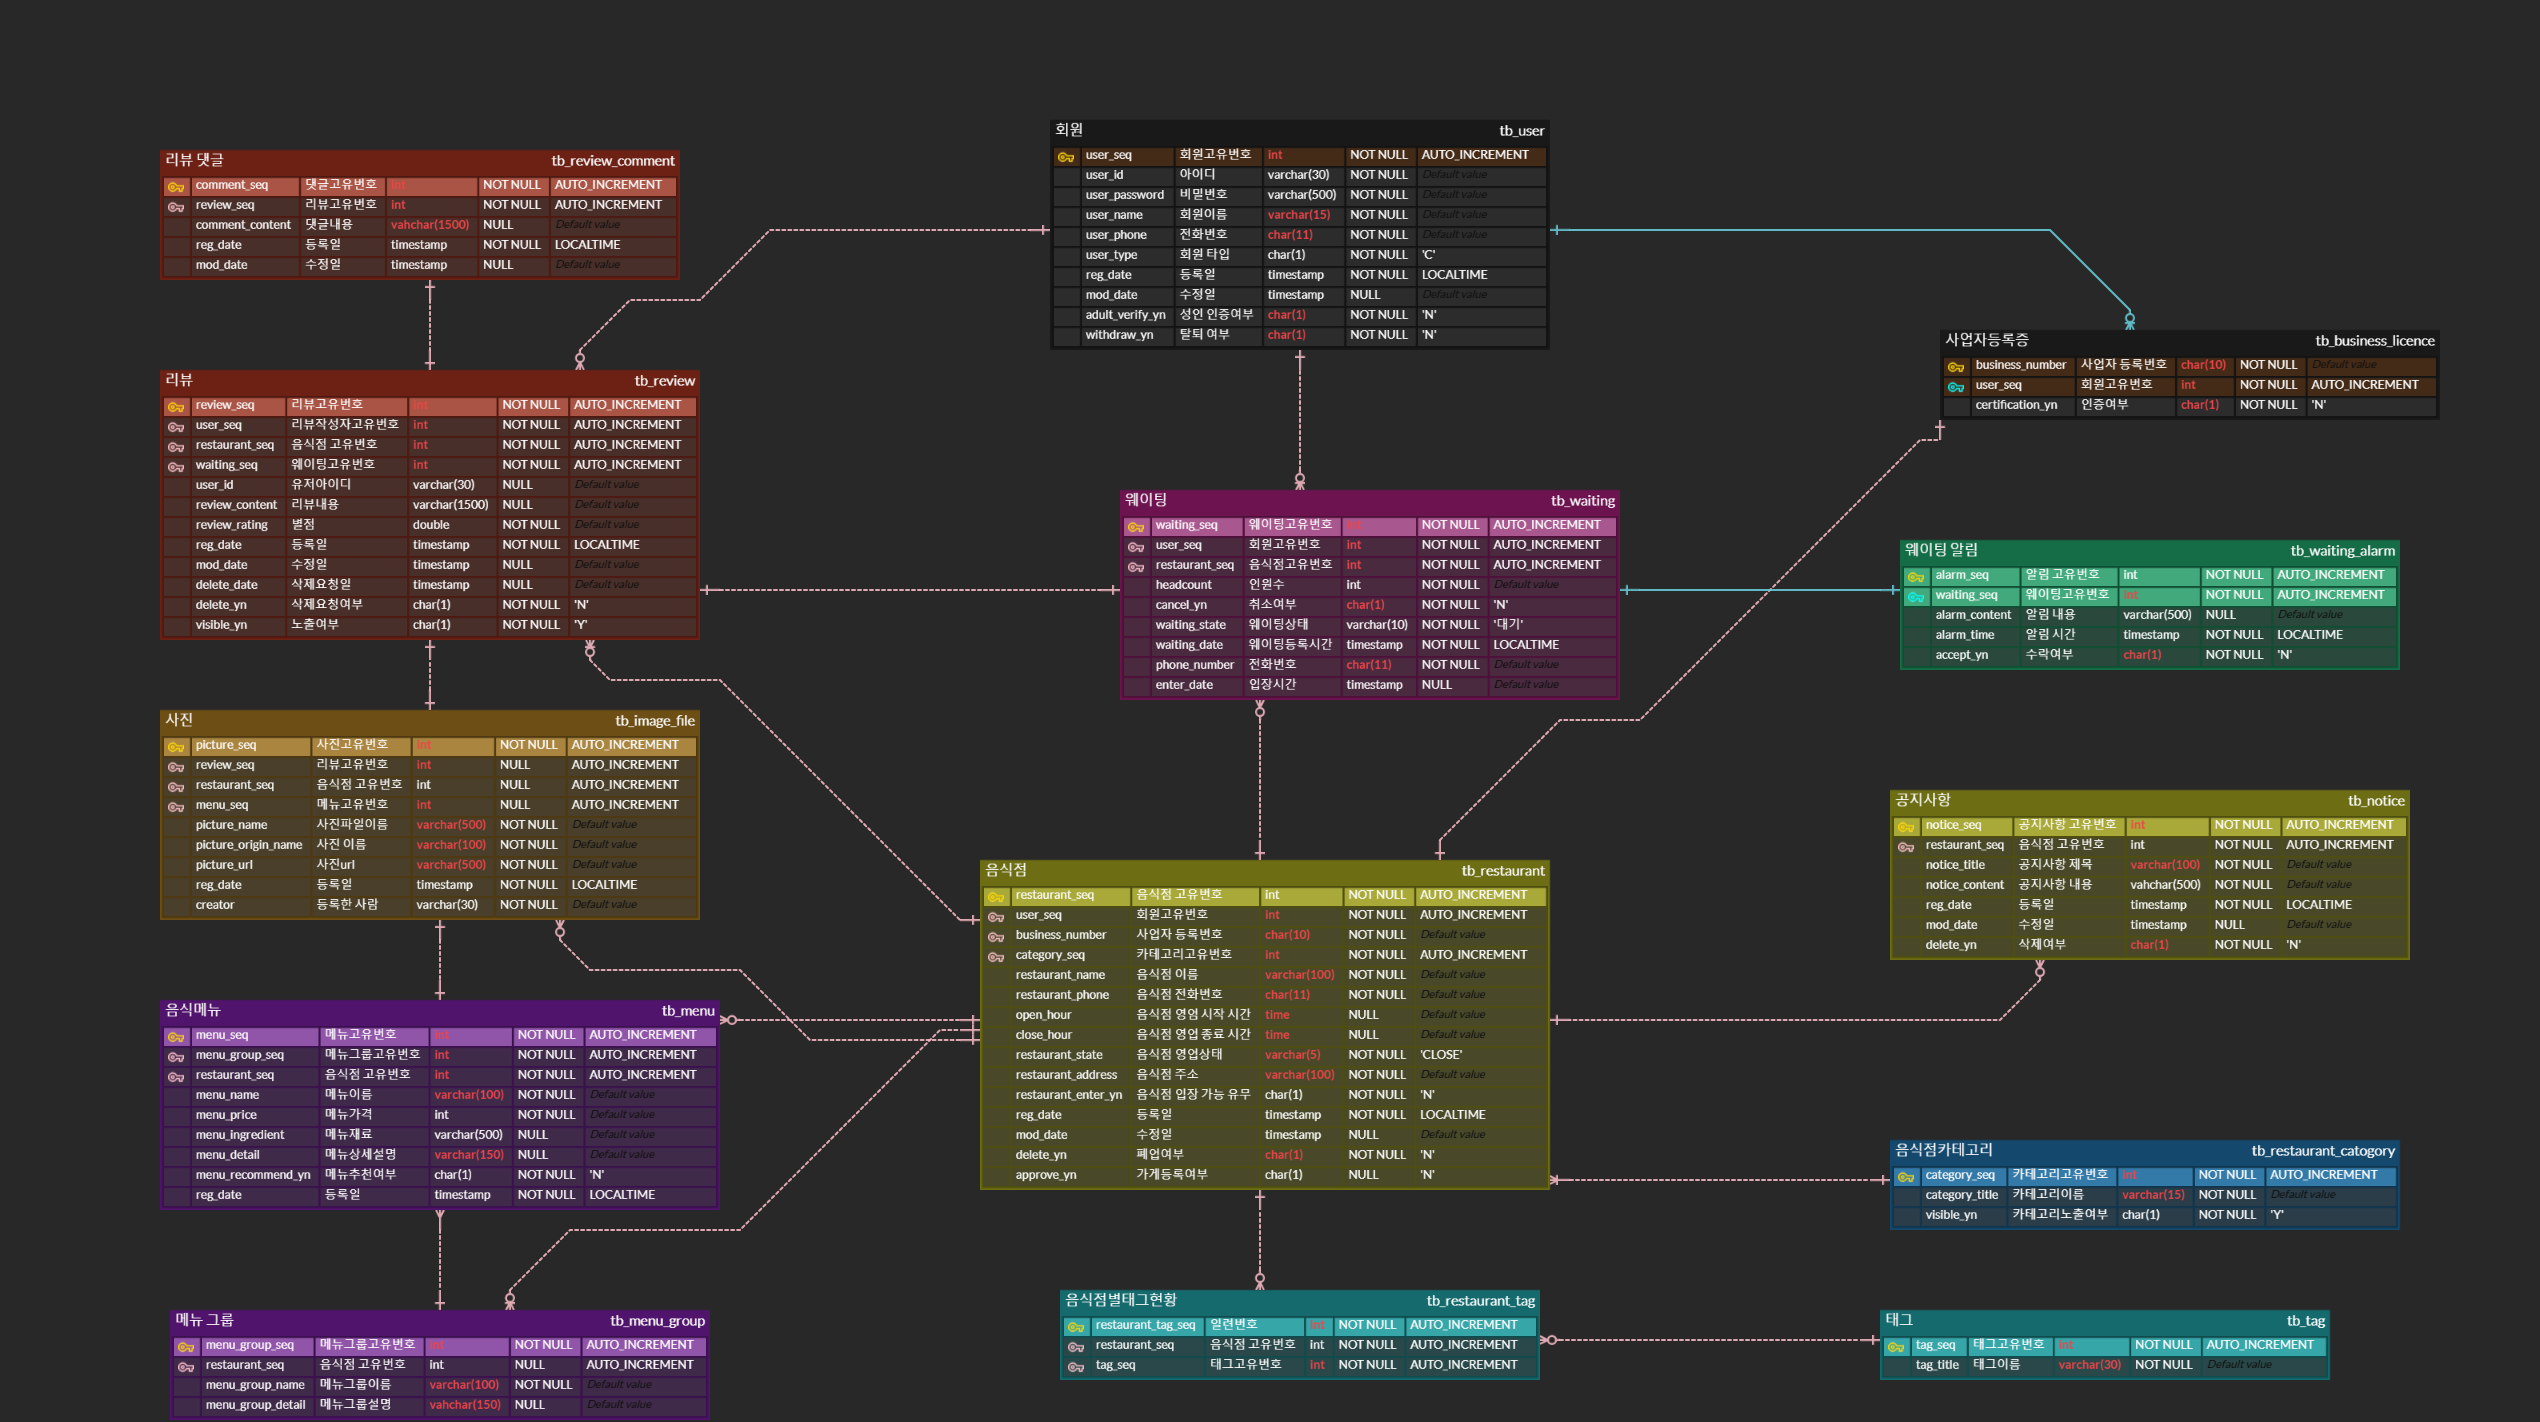 회원 tb_user
user_seq 회원고유번호 int NOT NULL AUTO_INCREMENT
user_id 아이디 varchar(30) NOT NULL Default value
user_password 비밀번호 varchar(500) NOT NULL Default value
user_name 회원이름 varchar(15) NOT NULL Default value
user_phone 전화번호 char(11) NOT NULL Default value
user_type 회원 타입 char(1) NOT NULL 'C'
reg_date 등록일 timestamp NOT NULL LOCALTIME
mod_date 수정일 timestamp NULL Default value
adult_verify_yn 성인 인증여부 char(1) NOT NULL 'N'
withdraw_yn 탈퇴 여부 char(1) NOT NULL 'N'
리뷰 댓글 tb_review_comment
comment_seq 댓글고유번호 int NOT NULL AUTO_INCREMENT
review_seq 리뷰고유번호 int NOT NULL AUTO_INCREMENT
comment_content 댓글내용 vahchar(1500) NULL Default value
reg_date 등록일 timestamp NOT NULL LOCALTIME
mod_date 수정일 timestamp NULL Default value
사업자등록증 tb_business_licence
business_number 사업자 등록번호 char(10) NOT NULL Default value
user_seq 회원고유번호 int NOT NULL AUTO_INCREMENT
certification_yn 인증여부 char(1) NOT NULL 'N'
리뷰 tb_review
review_seq 리뷰고유번호 int NOT NULL AUTO_INCREMENT
user_seq 리뷰작성자고유번호 int NOT NULL AUTO_INCREMENT
restaurant_seq 음식점 고유번호 int NOT NULL AUTO_INCREMENT
waiting_seq 웨이팅고유번호 int NOT NULL AUTO_INCREMENT
user_id 유저아이디 varchar(30) NULL Default value
review_content 리뷰내용 varchar(1500) NULL Default value
review_rating 별점 double NOT NULL Default value
reg_date 등록일 timestamp NOT NULL LOCALTIME
mod_date 수정일 timestamp NULL Default value
delete_date 삭제요청일 timestamp NULL Default value
delete_yn 삭제요청여부 char(1) NOT NULL 'N'
visible_yn 노출여부 char(1) NOT NULL 'Y'
웨이팅 tb_waiting
waiting_seq 웨이팅고유번호 int NOT NULL AUTO_INCREMENT
user_seq 회원고유번호 int NOT NULL AUTO_INCREMENT
restaurant_seq 음식점고유번호 int NOT NULL AUTO_INCREMENT
headcount 인원수 int NOT NULL Default value
cancel_yn 취소여부 char(1) NOT NULL 'N'
waiting_state 웨이팅상태 varchar(10) NOT NULL '대기'
waiting_date 웨이팅등록시간 timestamp NOT NULL LOCALTIME
phone_number 전화번호 char(11) NOT NULL Default value
enter_date 입장시간 timestamp NULL Default value
웨이팅 알림 tb_waiting_alarm
alarm_seq 알림 고유번호 int NOT NULL AUTO_INCREMENT
waiting_seq 웨이팅고유번호 int NOT NULL AUTO_INCREMENT
alarm_content 알림 내용 varchar(500) NULL Default value
alarm_time 알림 시간 timestamp NOT NULL LOCALTIME
accept_yn 수락여부 char(1) NOT NULL 'N'
사진 tb_image_file
picture_seq 사진고유번호 int NOT NULL AUTO_INCREMENT
review_seq 리뷰고유번호 int NULL AUTO_INCREMENT
restaurant_seq 음식점 고유번호 int NULL AUTO_INCREMENT
menu_seq 메뉴고유번호 int NULL AUTO_INCREMENT
picture_name 사진파일이름 varchar(500) NOT NULL Default value
picture_origin_name 사진 이름 varchar(100) NOT NULL Default value
picture_url 사진url varchar(500) NOT NULL Default value
reg_date 등록일 timestamp NOT NULL LOCALTIME
creator 등록한 사람 varchar(30) NOT NULL Default value
공지사항 tb_notice
notice_seq 공지사항 고유번호 int NOT NULL AUTO_INCREMENT
restaurant_seq 음식점 고유번호 int NOT NULL AUTO_INCREMENT
notice_title 공지사항 제목 varchar(100) NOT NULL Default value
notice_content 공지사항 내용 vahchar(500) NOT NULL Default value
reg_date 등록일 timestamp NOT NULL LOCALTIME
mod_date 수정일 timestamp NULL Default value
delete_yn 삭제여부 char(1) NOT NULL 'N'
음식점 tb_restaurant
restaurant_seq 음식점 고유번호 int NOT NULL AUTO_INCREMENT
user_seq 회원고유번호 int NOT NULL AUTO_INCREMENT
business_number 사업자 등록번호 char(10) NOT NULL Default value
category_seq 카테고리고유번호 int NOT NULL AUTO_INCREMENT
restaurant_name 음식점 이름 varchar(100) NOT NULL Default value
restaurant_phone 음식점 전화번호 char(11) NOT NULL Default value
open_hour 음식점 영업 시작 시간 time NULL Default value
close_hour 음식점 영업 종료 시간 time NULL Default value
restaurant_state 음식점 영업상태 varchar(5) NOT NULL 'CLOSE'
restaurant_address 음식점 주소 varchar(100) NOT NULL Default value
restaurant_enter_yn 음식점 입장 가능 유무 char(1) NOT NULL 'N'
reg_date 등록일 timestamp NOT NULL LOCALTIME
mod_date 수정일 timestamp NULL Default value
delete_yn 폐업여부 char(1) NOT NULL 'N'
approve_yn 가게등록여부 char(1) NULL 'N'
음식메뉴 tb_menu
menu_seq 메뉴고유번호 int NOT NULL AUTO_INCREMENT
menu_group_seq 메뉴그룹고유번호 int NOT NULL AUTO_INCREMENT
restaurant_seq 음식점 고유번호 int NOT NULL AUTO_INCREMENT
menu_name 메뉴이름 varchar(100) NOT NULL Default value
menu_price 메뉴가격 int NOT NULL Default value
menu_ingredient 메뉴재료 varchar(500) NULL Default value
menu_detail 메뉴상세설명 varchar(150) NULL Default value
menu_recommend_yn 메뉴추천여부 char(1) NOT NULL 'N'
reg_date 등록일 timestamp NOT NULL LOCALTIME
음식점카테고리 tb_restaurant_catogory
category_seq 카테고리고유번호 int NOT NULL AUTO_INCREMENT
category_title 카테고리이름 varchar(15) NOT NULL Default value
visible_yn 카테고리노출여부 char(1) NOT NULL 'Y'
메뉴 그룹 tb_menu_group
menu_group_seq 메뉴그룹고유번호 int NOT NULL AUTO_INCREMENT
restaurant_seq 음식점 고유번호 int NULL AUTO_INCREMENT
menu_group_name 메뉴그룹이름 varchar(100) NOT NULL Default value
menu_group_detail 메뉴그룹설명 vahchar(150) NULL Default value
음식점별태그현황 tb_restaurant_tag
restaurant_tag_seq 일련번호 int NOT NULL AUTO_INCREMENT
restaurant_seq 음식점 고유번호 int NOT NULL AUTO_INCREMENT
tag_seq 태그고유번호 int NOT NULL AUTO_INCREMENT
태그 tb_tag
tag_seq 태그고유번호 int NOT NULL AUTO_INCREMENT
tag_title 태그이름 varchar(30) NOT NULL Default value